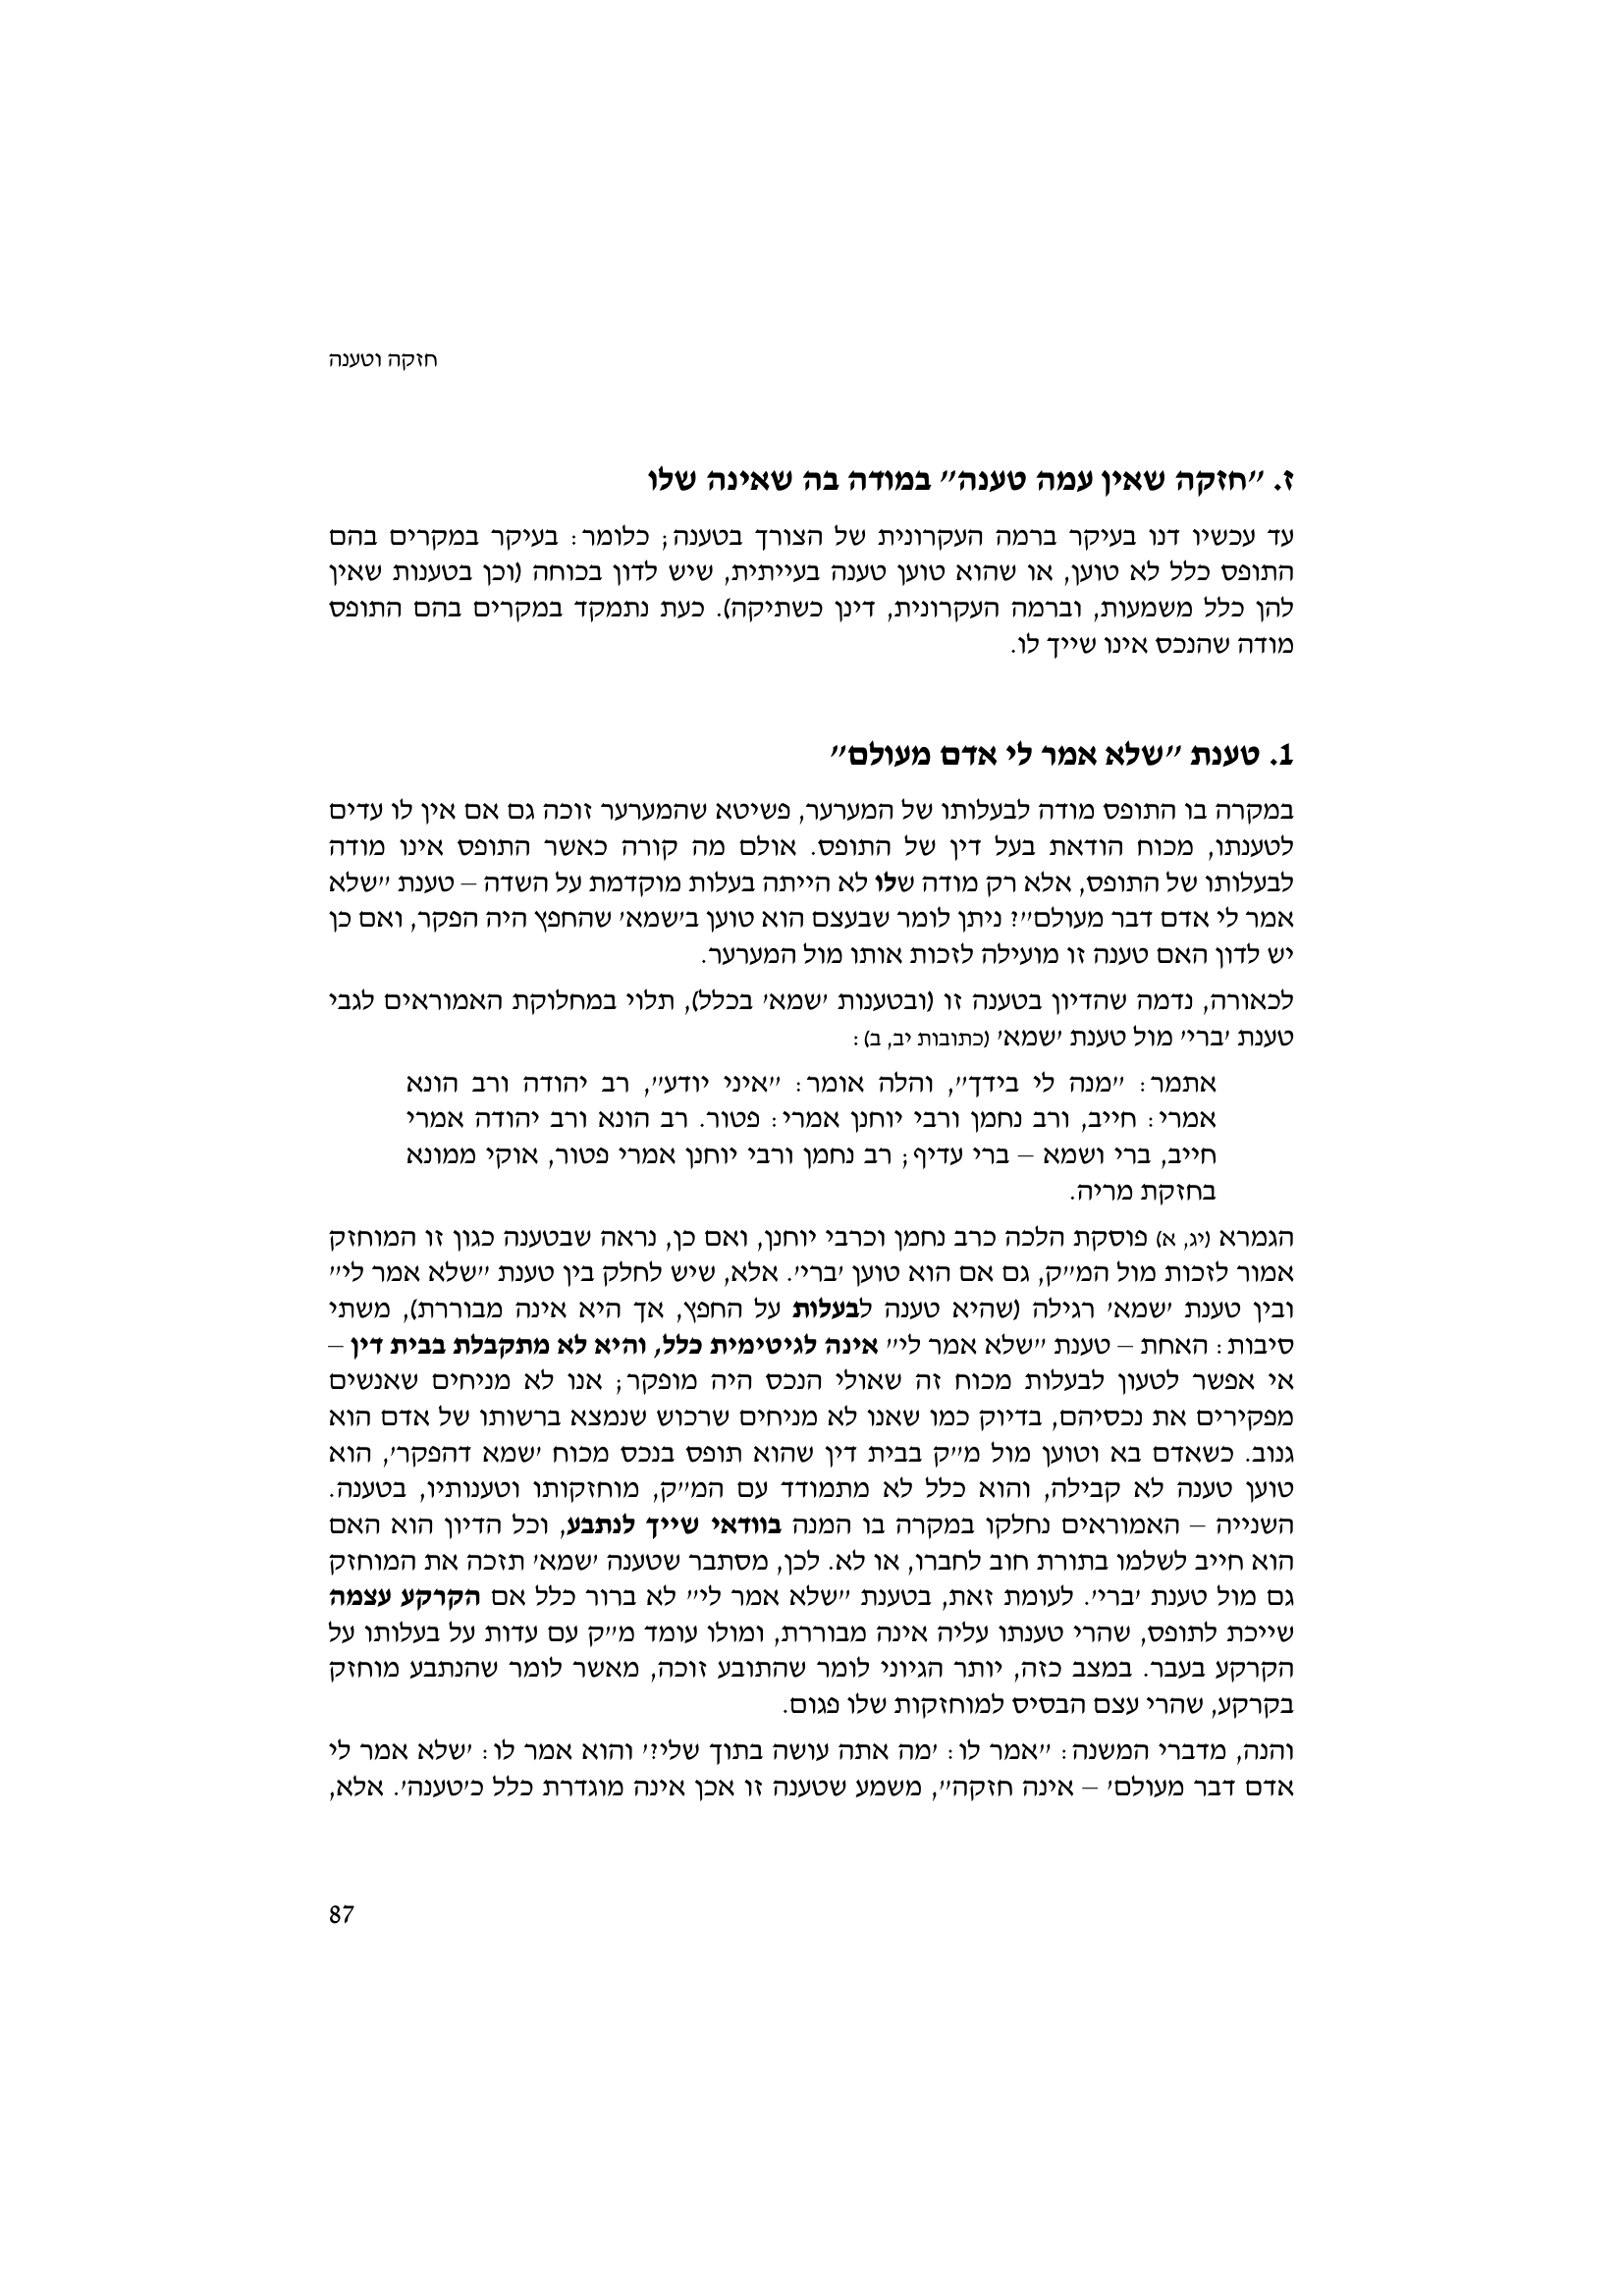 חזקה וטענה
ז. "חזקה שאין עמה טענה" במודה בה שאינה שלו
עד עכשיו דנו בעיקר ברמה העקרונית של הצורך בטענה; כלומר: בעיקר במקרים בהם
התופס כלל לא טוען, או שהוא טוען טענה בעייתית, שיש לדון בכוחה (וכן בטענות שאין
להן כלל משמעות, וברמה העקרונית, דינן כשתיקה). כעת נתמקד במקרים בהם התופס
מודה שהנכס אינו שייך לו.
1. טענת "שלא אמר לי אדם מעולם"
במקרה בו התופס מודה לבעלותו של המערער, פשיטא שהמערער זוכה גם אם אין לו עדים
לטענתו, מכוח הודאת בעל דין של התופס. אולם מה קורה כאשר התופס אינו מודה
לבעלותו של התופס, אלא רק מודה שלו לא הייתה בעלות מוקדמת על השדה – טענת "שלא
אמר לי אדם דבר מעולם"? ניתן לומר שבעצם הוא טוען ב'שמא' שהחפץ היה הפקר, ואם כן
יש לדון האם טענה זו מועילה לזכות אותו מול המערער.
לכאורה, נדמה שהדיון בטענה זו (ובטענות 'שמא' בכלל), תלוי במחלוקת האמוראים לגבי
טענת 'ברי' מול טענת 'שמא' (כתובות יב, ב):
אתמר: "מנה לי בידך", והלה אומר: "איני יודע", רב יהודה ורב הונא
אמרי: חייב, ורב נחמן ורבי יוחנן אמרי: פטור. רב הונא ורב יהודה אמרי
חייב, ברי ושמא – ברי עדיף; רב נחמן ורבי יוחנן אמרי פטור, אוקי ממונא
בחזקת מריה.
הגמרא (יג, א) פוסקת הלכה כרב נחמן וכרבי יוחנן, ואם כן, נראה שבטענה כגון זו המוחזק
אמור לזכות מול המ"ק, גם אם הוא טוען 'ברי'. אלא, שיש לחלק בין טענת "שלא אמר לי"
ובין טענת 'שמא' רגילה (שהיא טענה לבעלות על החפץ, אך היא אינה מבוררת), משתי
סיבות: האחת – טענת "שלא אמר לי" אינה לגיטימית כלל, והיא לא מתקבלת בבית דין –
אי אפשר לטעון לבעלות מכוח זה שאולי הנכס היה מופקר; אנו לא מניחים שאנשים
מפקירים את נכסיהם, בדיוק כמו שאנו לא מניחים שרכוש שנמצא ברשותו של אדם הוא
גנוב. כשאדם בא וטוען מול מ"ק בבית דין שהוא תופס בנכס מכוח 'שמא דהפקר', הוא
טוען טענה לא קבילה, והוא כלל לא מתמודד עם המ"ק, מוחזקותו וטענותיו, בטענה.
השנייה – האמוראים נחלקו במקרה בו המנה בוודאי שייך לנתבע, וכל הדיון הוא האם
הוא חייב לשלמו בתורת חוב לחברו, או לא. לכן, מסתבר שטענה 'שמא' תזכה את המוחזק
גם מול טענת 'ברי'. לעומת זאת, בטענת "שלא אמר לי" לא ברור כלל אם הקרקע עצמה
שייכת לתופס, שהרי טענתו עליה אינה מבוררת, ומולו עומד מ"ק עם עדות על בעלותו על
הקרקע בעבר. במצב כזה, יותר הגיוני לומר שהתובע זוכה, מאשר לומר שהנתבע מוחזק
בקרקע, שהרי עצם הבסיס למוחזקות שלו פגום.
והנה, מדברי המשנה: "אמר לו: 'מה אתה עושה בתוך שלי?' והוא אמר לו: 'שלא אמר לי
אדם דבר מעולם' – אינה חזקה", משמע שטענה זו אכן אינה מוגדרת כלל כ'טענה'. אלא,
87